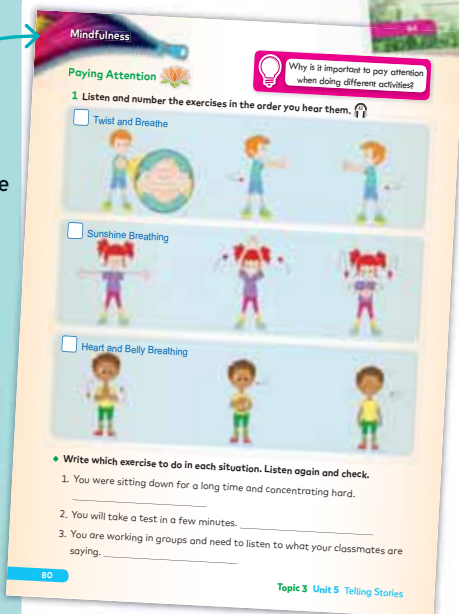 Mindfulness
Paying Attention
Why is it important to pay attention
when doing different activities?
1 Listen and number the exercises in the order you hear them.
Twist and Breathe
Sunshine Breathing
Heart and Belly Breathing
e
• Write which exercise to do in each situation. Listen again and check.
1. You were sitting down for a long time and concentrating hard.
2. You will take a test in a few minutes.
3. You are working in groups and need to listen to what your classmates are
saying.
80
Topic 3 Unit 5 Telling Stories